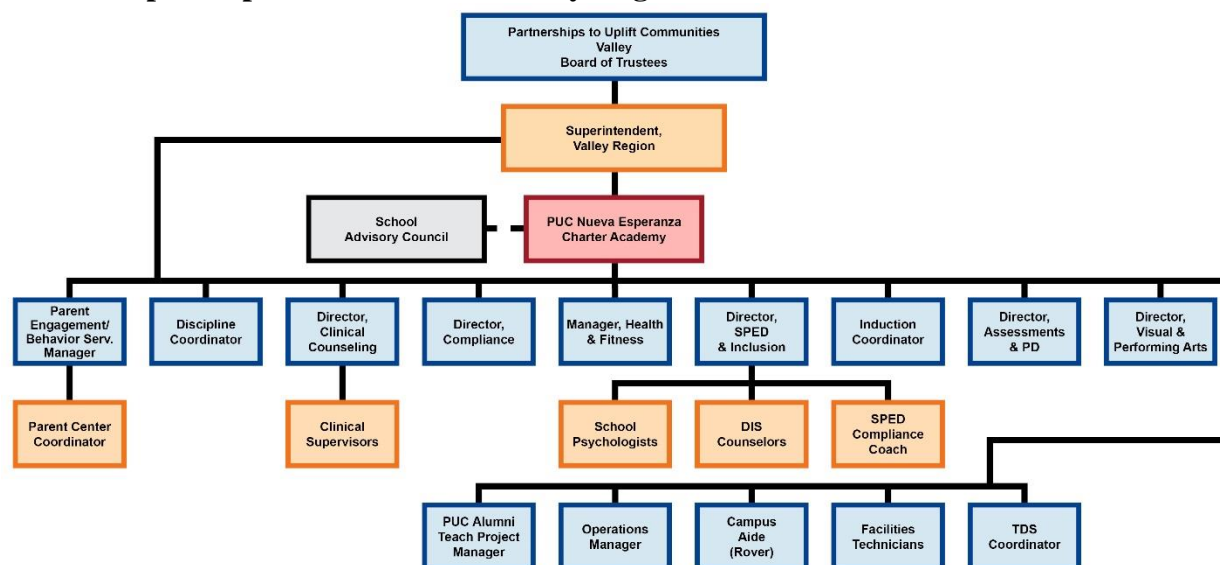 Partnerships to Uplift Communities
Valley
Board of Trustees
Superintendent,
Valley Region
School
Advisory Council
PUC Nueva Esperanza
Charter Academy
Parent
Engagement/
Behavior Serv.
Manager
Discipline
Coordinator
Director,
Clinical
Counseling
Director,
Compliance
Manager, Health
& Fitness
Director,
SPED
& Inclusion
Induction
Coordinator
Director,
Assessments
& PD
Director,
Visual &
Performing Arts
Parent Center
Coordinator
Clinical
Supervisors
School
Psychologists
DIS
Counselors
SPED
Compliance
Coach
PUC Alumni
Teach Project
Manager
Operations
Manager
Campus
Aide
(Rover)
Facilities
Technicians
TDS
Coordinator